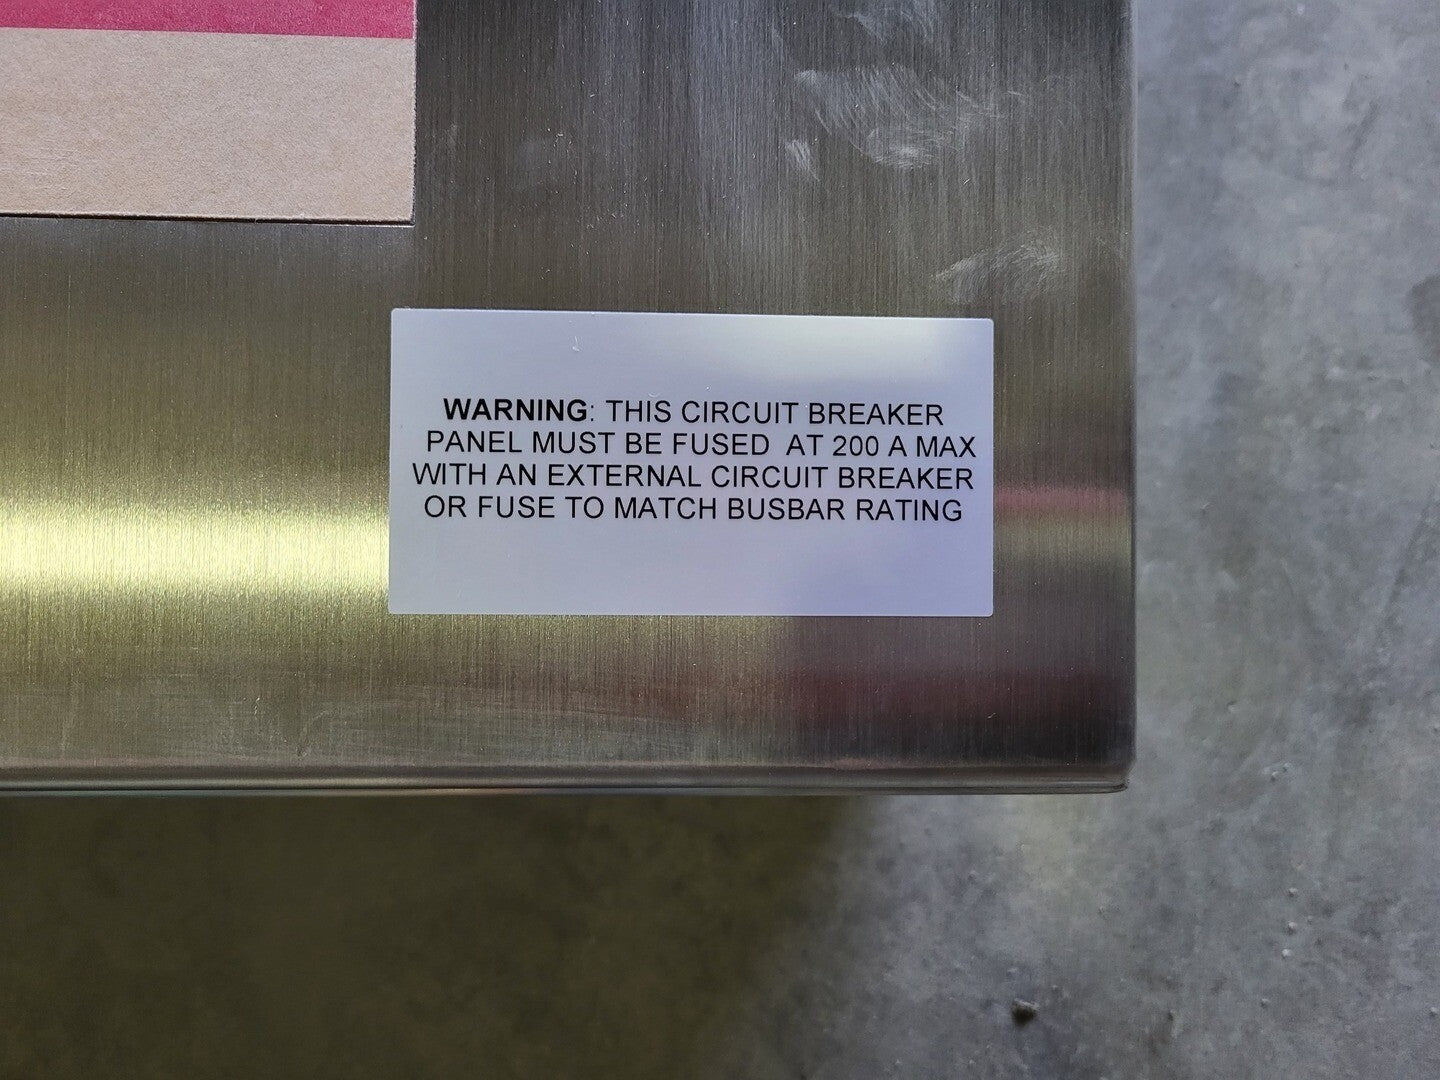 WARNING: THIS CIRCUIT BREAKER
PANEL MUST BE FUSED  AT 200 A MAX
WITH AN EXTERNAL CIRCUIT BREAKER
OR FUSE TO MATCH BUSBAR RATING